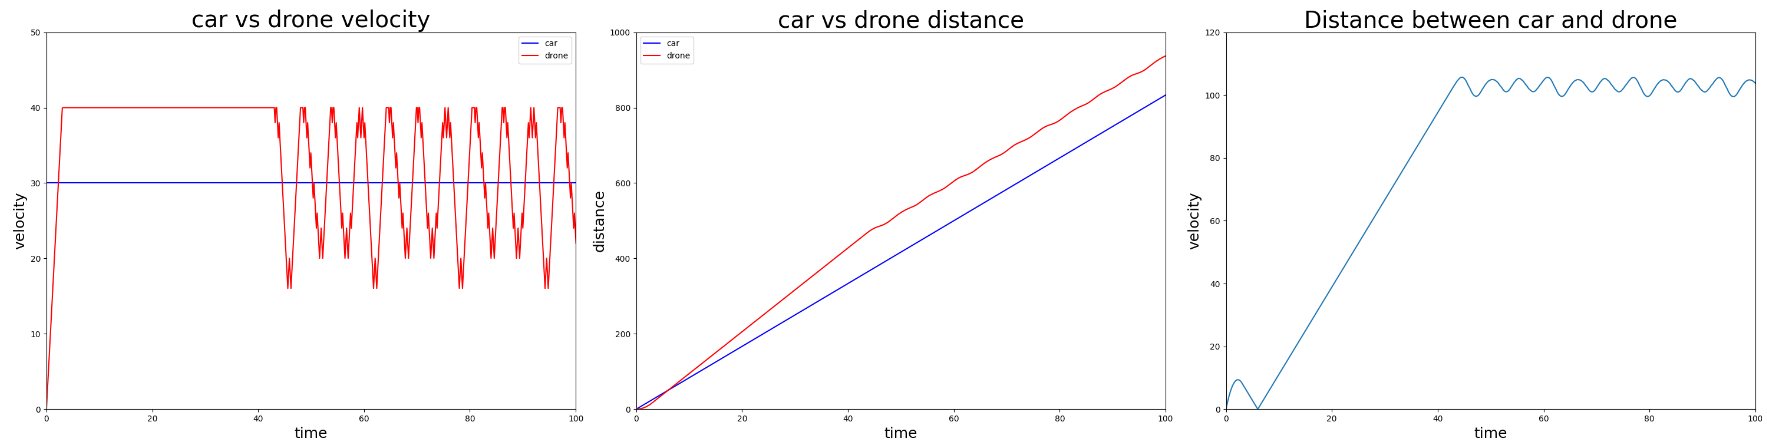 car vs drone velocity
50
40
30
20
10
0
velocity
car
drone
0 20 40 60 80 100
time
car vs drone distance
1000
800
600
400
200
0
distance
car
drone
0 20 40 60 80 100
time
Distance between car and drone
120
100
80
60
40
20
0
velocity
0 20 40 60 80 100
time